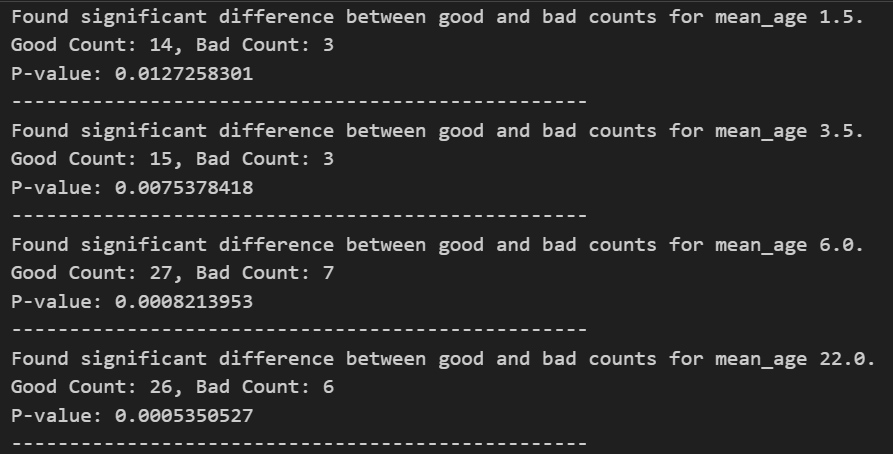 Found significant difference between good and bad counts for mean_age 1.5.
Good Count: 14, Bad Count: 3
P-value: 0.0127258301
--------------------------------------------------
Found significant difference between good and bad counts for mean_age 3.5.
Good Count: 15, Bad Count: 3
P-value: 0.0075378418
--------------------------------------------------
Found significant difference between good and bad counts for mean_age 6.0.
Good Count: 27, Bad Count: 7
P-value: 0.0008213953
--------------------------------------------------
Found significant difference between good and bad counts for mean_age 22.0.
Good Count: 26, Bad Count: 6
P-value: 0.0005350527
--------------------------------------------------